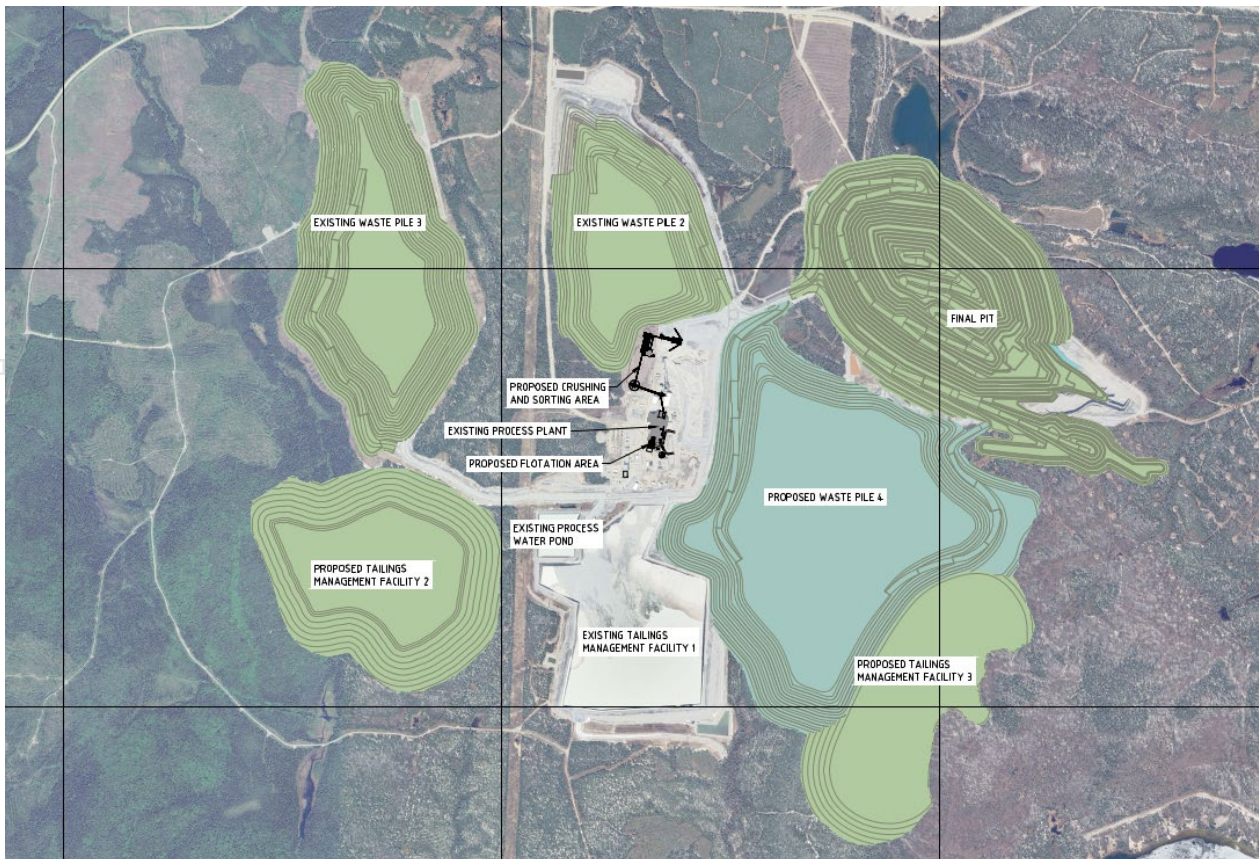 EXISTING WASTE PILE 3
EXISTING WASTE PILE 2
FINAL PIT
PROPOSED CRUSHING
AND SORTING AREA
EXISTING PROCESS PLANT
PROPOSED FLOTATION AREA
PROPOSED WASTE PILE 4
EXISTING PROCESS
WATER POND
PROPOSED TAILINGS
MANAGEMENT FACILITY 2
EXISTING TAILINGS
MANAGEMENT FACILITY 1
PROPOSED TAILINGS
MANAGEMENT FACILITY 3